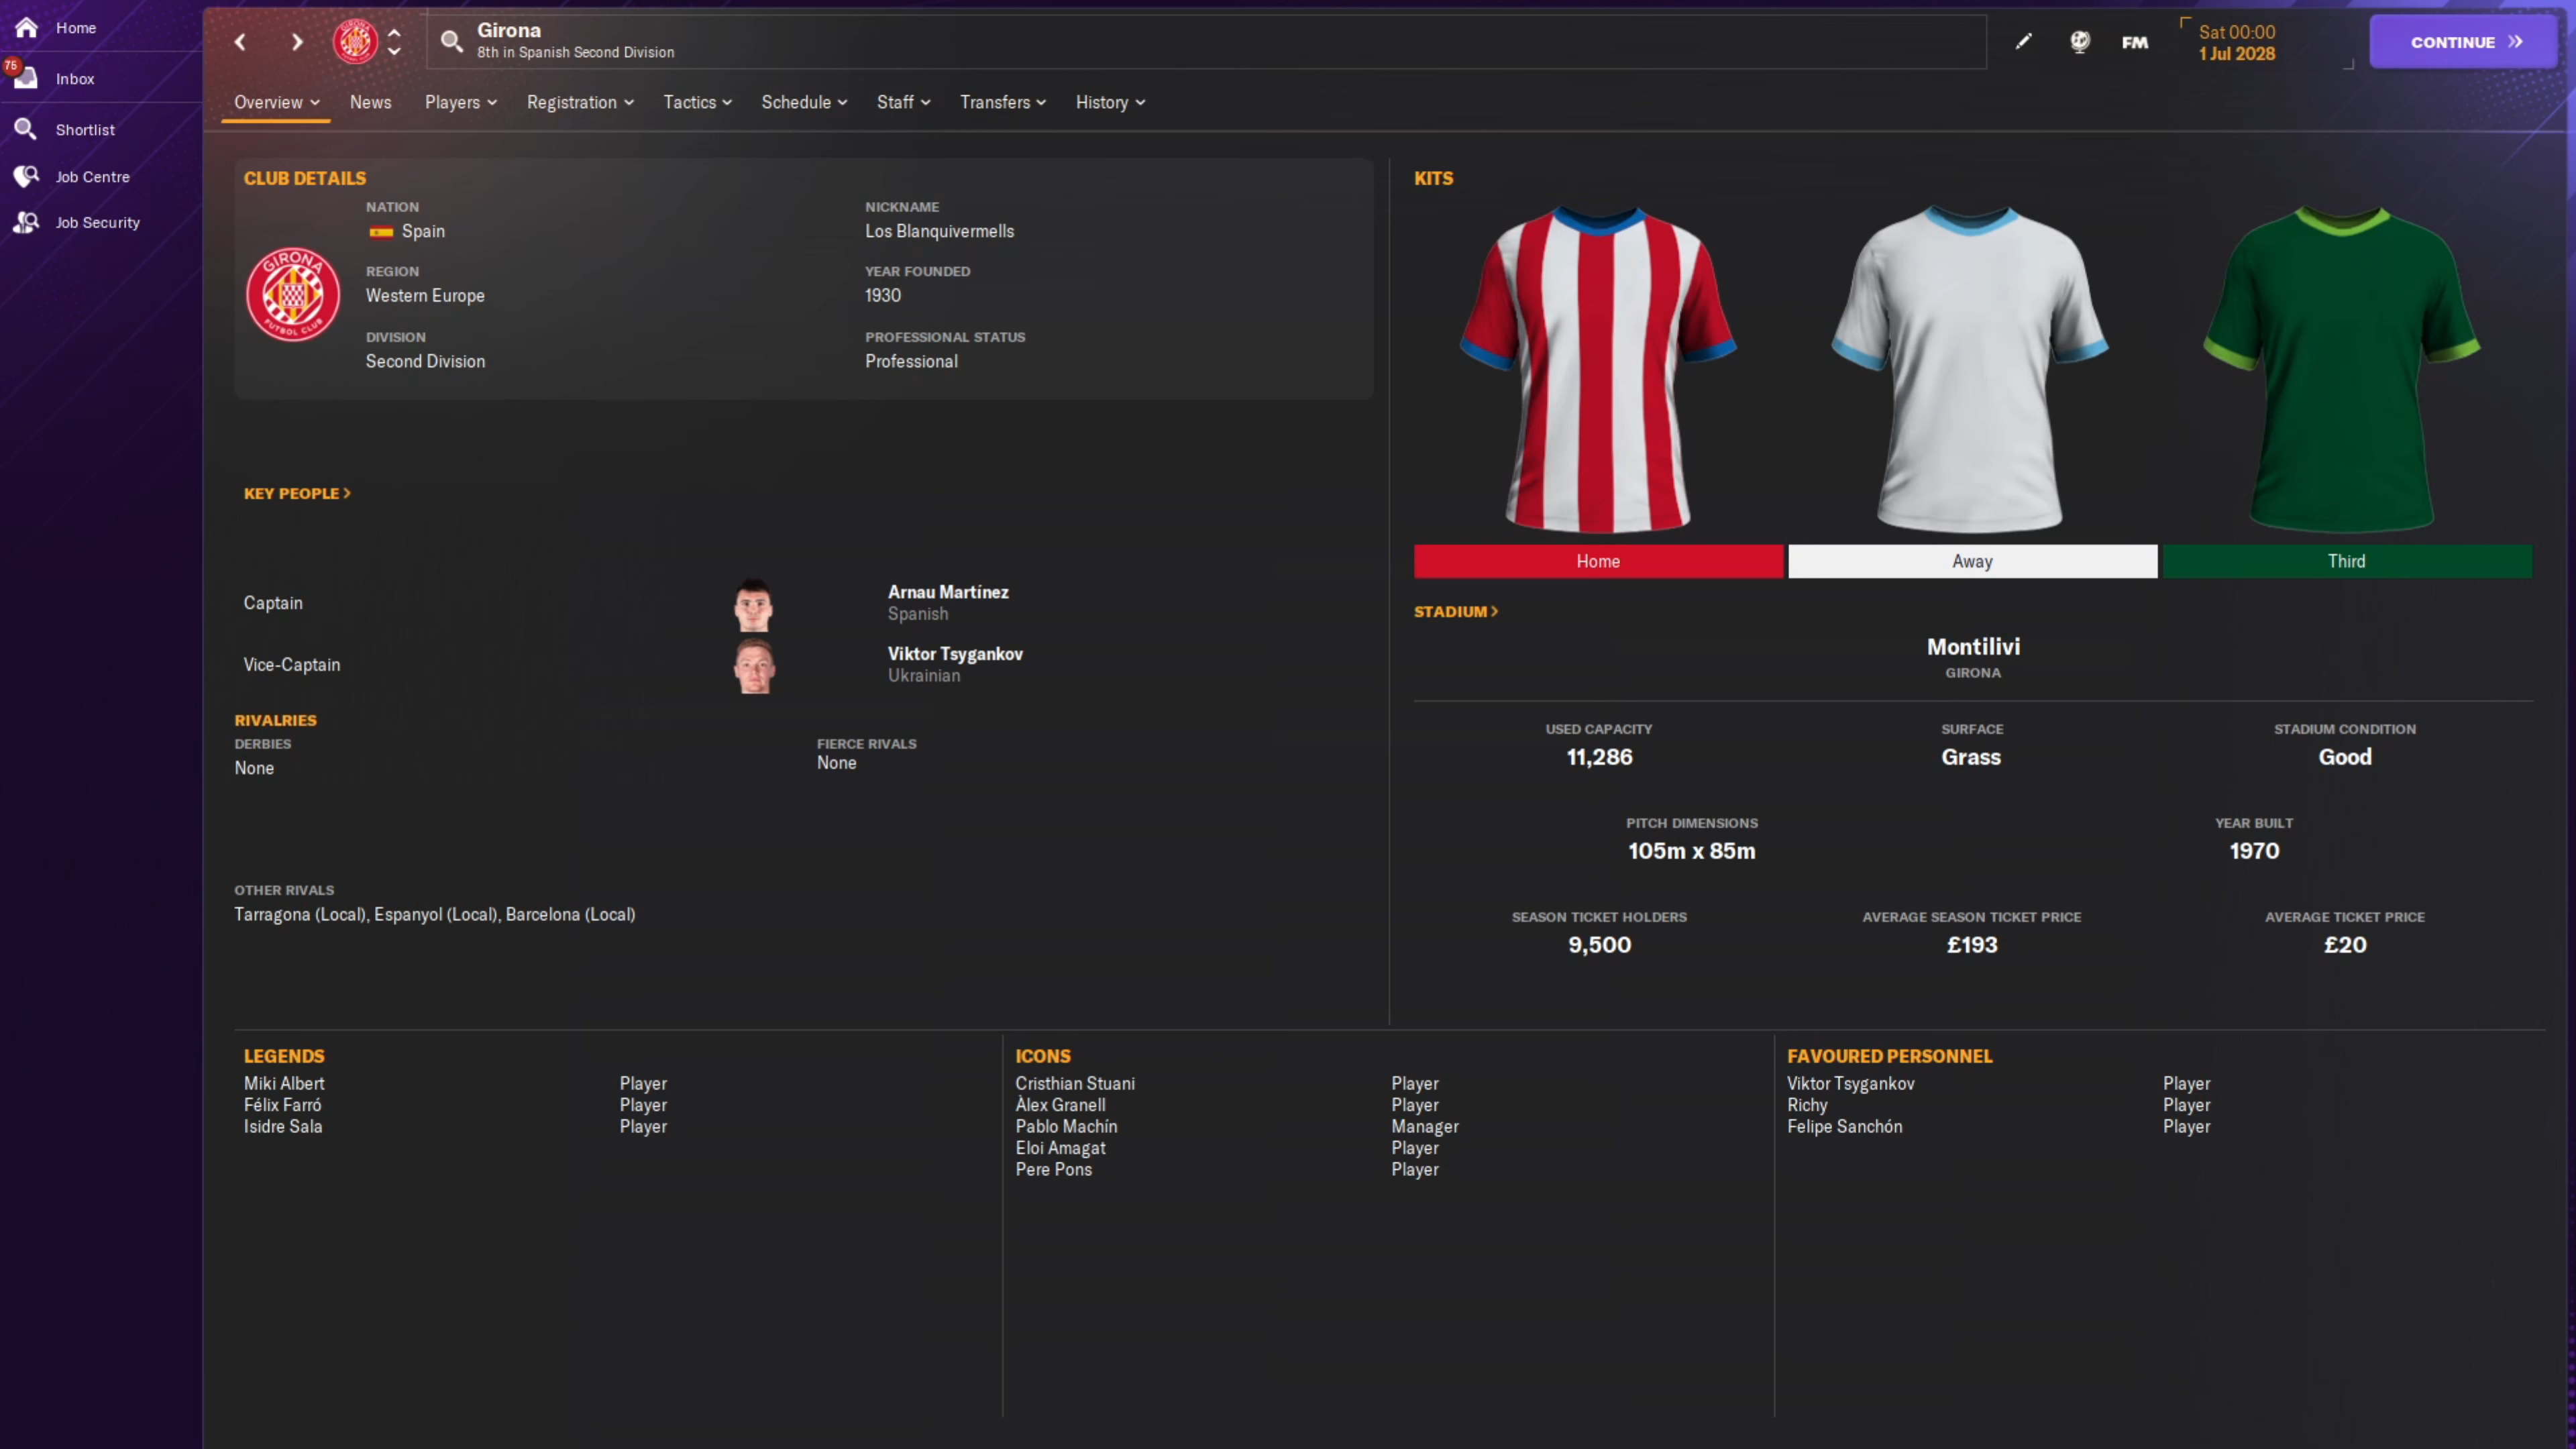 Home
75
Inbox
Shortlist
Job Centre
Job Security
Girona
8th in Spanish Second Division
FM
Sat 00:00
1 Jul 2028
CONTINUE
Overview
News
Players
Registration
Tactics
Schedule
Staff
Transfers
History
CLUB DETAILS
GIRONA
FUTBOL CLUB
NATION
Spain
NICKNAME
Los Blanquivermells
REGION
Western Europe
YEAR FOUNDED
1930
DIVISION
Second Division
PROFESSIONAL STATUS
Professional
KEY PEOPLE
Captain
Arnau Martínez
Spanish
Vice-Captain
Viktor Tsygankov
Ukrainian
RIVALRIES
DERBIES
None
FIERCE RIVALS
None
OTHER RIVALS
Tarragona (Local), Espanyol (Local), Barcelona (Local)
KITS
Home
Away
Third
STADIUM
Montilivi
GIRONA
USED CAPACITY
11,286
SURFACE
Grass
STADIUM CONDITION
Good
PITCH DIMENSIONS
105m x 85m
YEAR BUILT
1970
SEASON TICKET HOLDERS
9,500
AVERAGE SEASON TICKET PRICE
£193
AVERAGE TICKET PRICE
£20
LEGENDS
Miki Albert Player
Félix Farró Player
Isidre Sala Player
ICONS
Cristhian Stuani Player
Àlex Granell Player
Pablo Machín Manager
Eloi Amagat Player
Pere Pons Player
FAVOURED PERSONNEL
Viktor Tsygankov Player
Richy Player
Felipe Sanchón Player